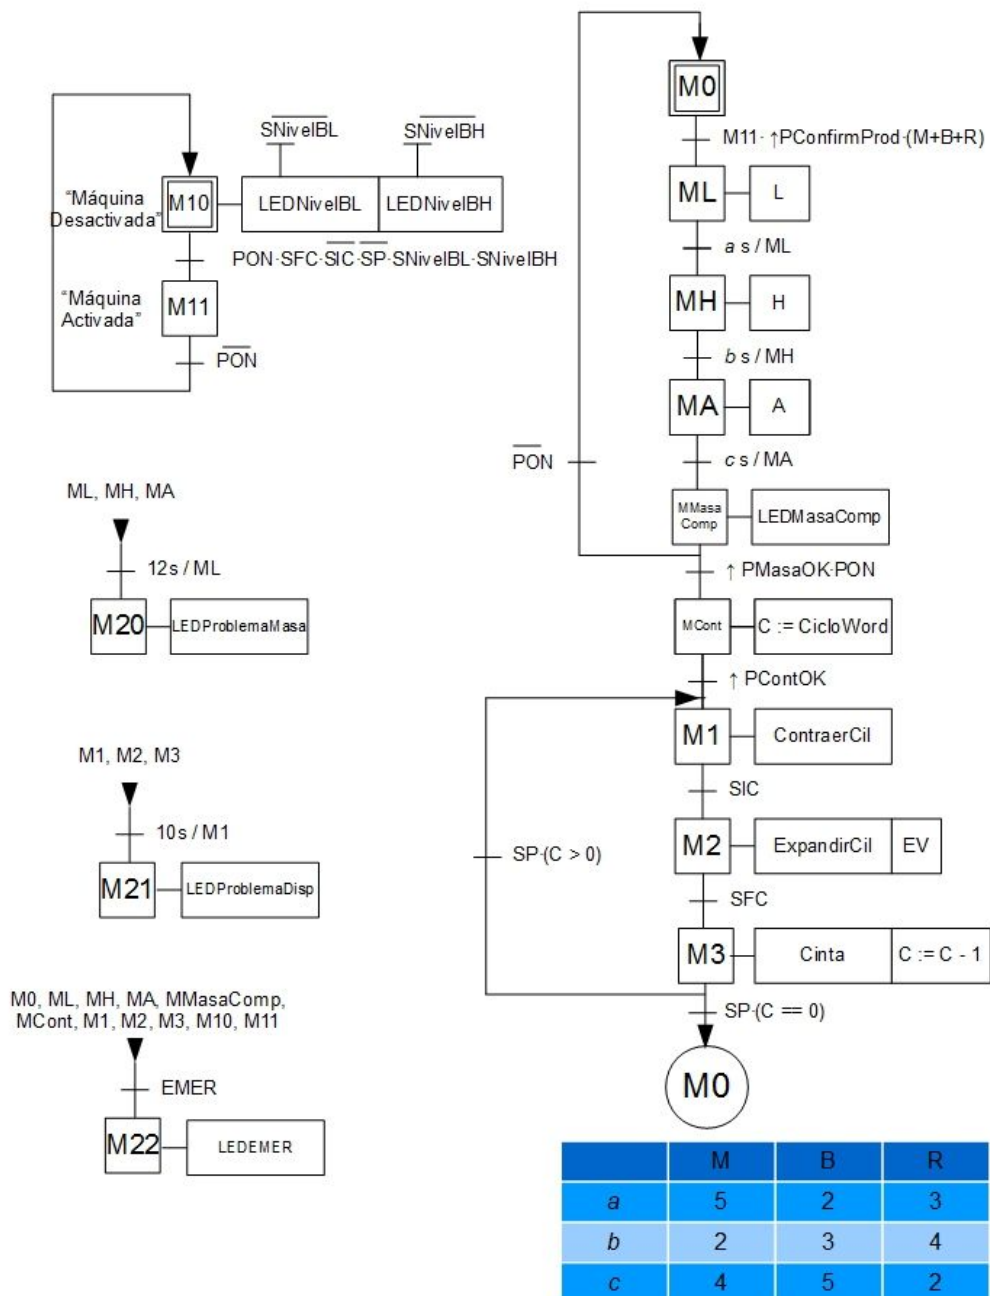 SNivelBL
SNivelBH
"Máquina
Desactivada"
M10
LEDNivelBL
LEDNivelBH
PON·SFC·SIC·SP·SNivelBL·SNivelBH
"Máquina
Activada"
M11
PON
ML, MH, MA
12s / ML
M20
LEDProblemaMasa
M1, M2, M3
10s / M1
M21
LEDProblemaDisp
M0, ML, MH, MA, MMasaComp,
MCont, M1, M2, M3, M10, M11
EMER
M22
LEDEMER
M0
M11· ↑PConfirmProd·(M+B+R)
ML
L
a s / ML
MH
H
b s / MH
MA
A
c s / MA
PON
MMasa
Comp
LEDMasaComp
↑ PMasaOK·PON
MCont
C := CicloWord
↑ PContOK
M1
ContraerCil
SIC
M2
ExpandirCil
EV
SP·(C > 0)
SFC
M3
Cinta
C := C - 1
SP·(C == 0)
M0
M B R
a 5 2 3
b 2 3 4
c 4 5 2